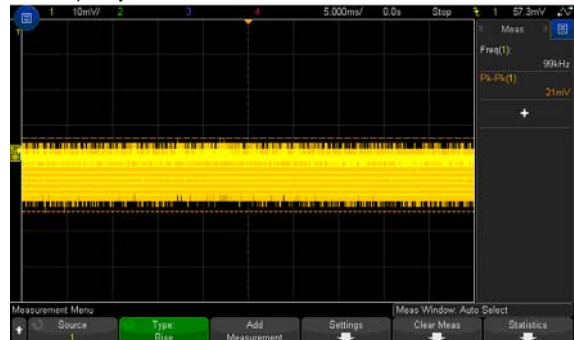 1 10mV/ 2 3 4 5.000ms/ 0.0s Stop 1 57.3mV
Meas
T
Freq(1):
99kHz
Pk-Pk(1)
21mV
+
Measurement Menu Meas Window: Auto Select
Source Type: Add Settings Clear Meas Statistics
1 Rise Measurement